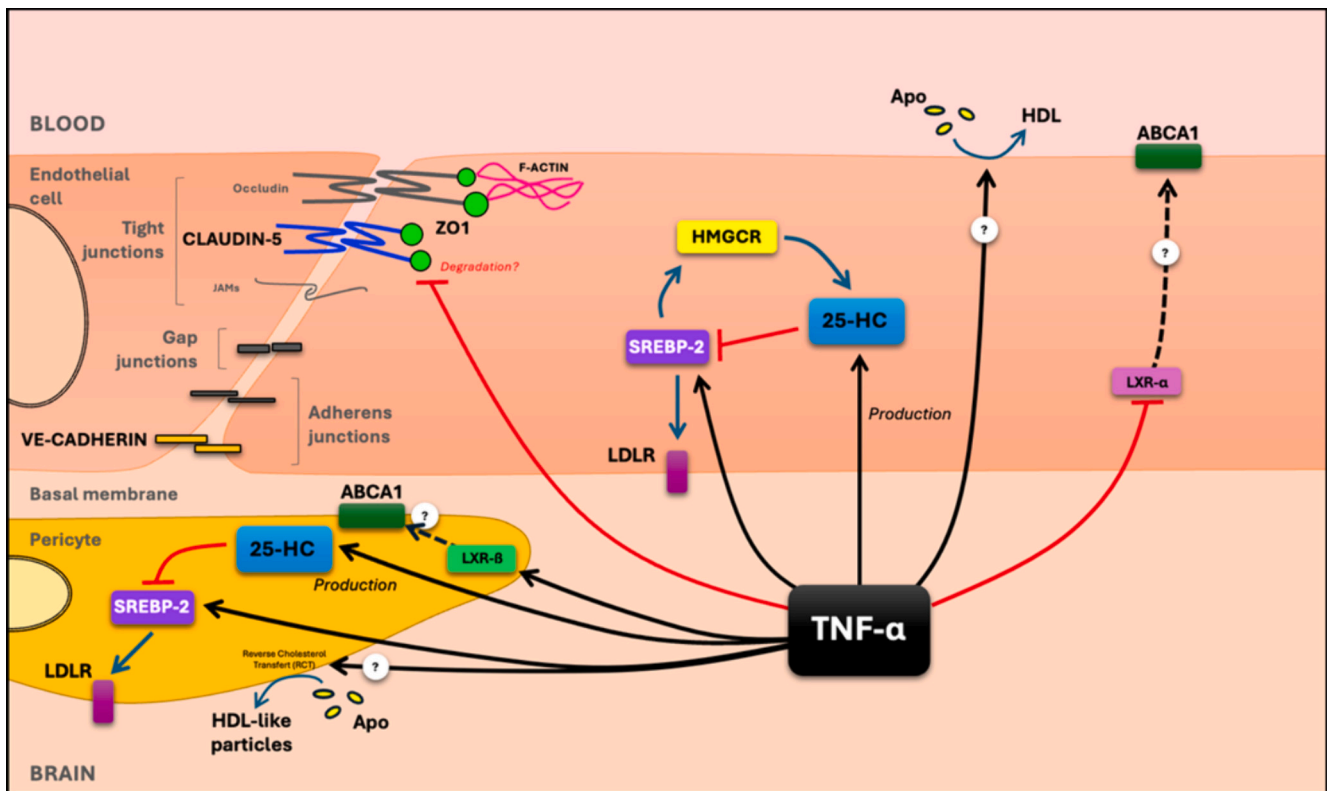 BLOOD
Endothelial
cell
Tight
junctions
Occludin
CLAUDIN-5
JAMs
F-ACTIN
ZO1
Degradation?
Gap
junctions
Adherens
junctions
VE-CADHERIN
Apo
HDL
ABCA1
?
?
HMGCR
25-HC
SREBP-2
LXR-α
Production
LDLR
Basal membrane
ABCA1
?
Pericyte
25-HC
LXR-ß
Production
SREBP-2
TNF-α
Reverse Cholesterol
Transfert (RCT)
?
LDLR
HDL-like
particles
Apo
BRAIN